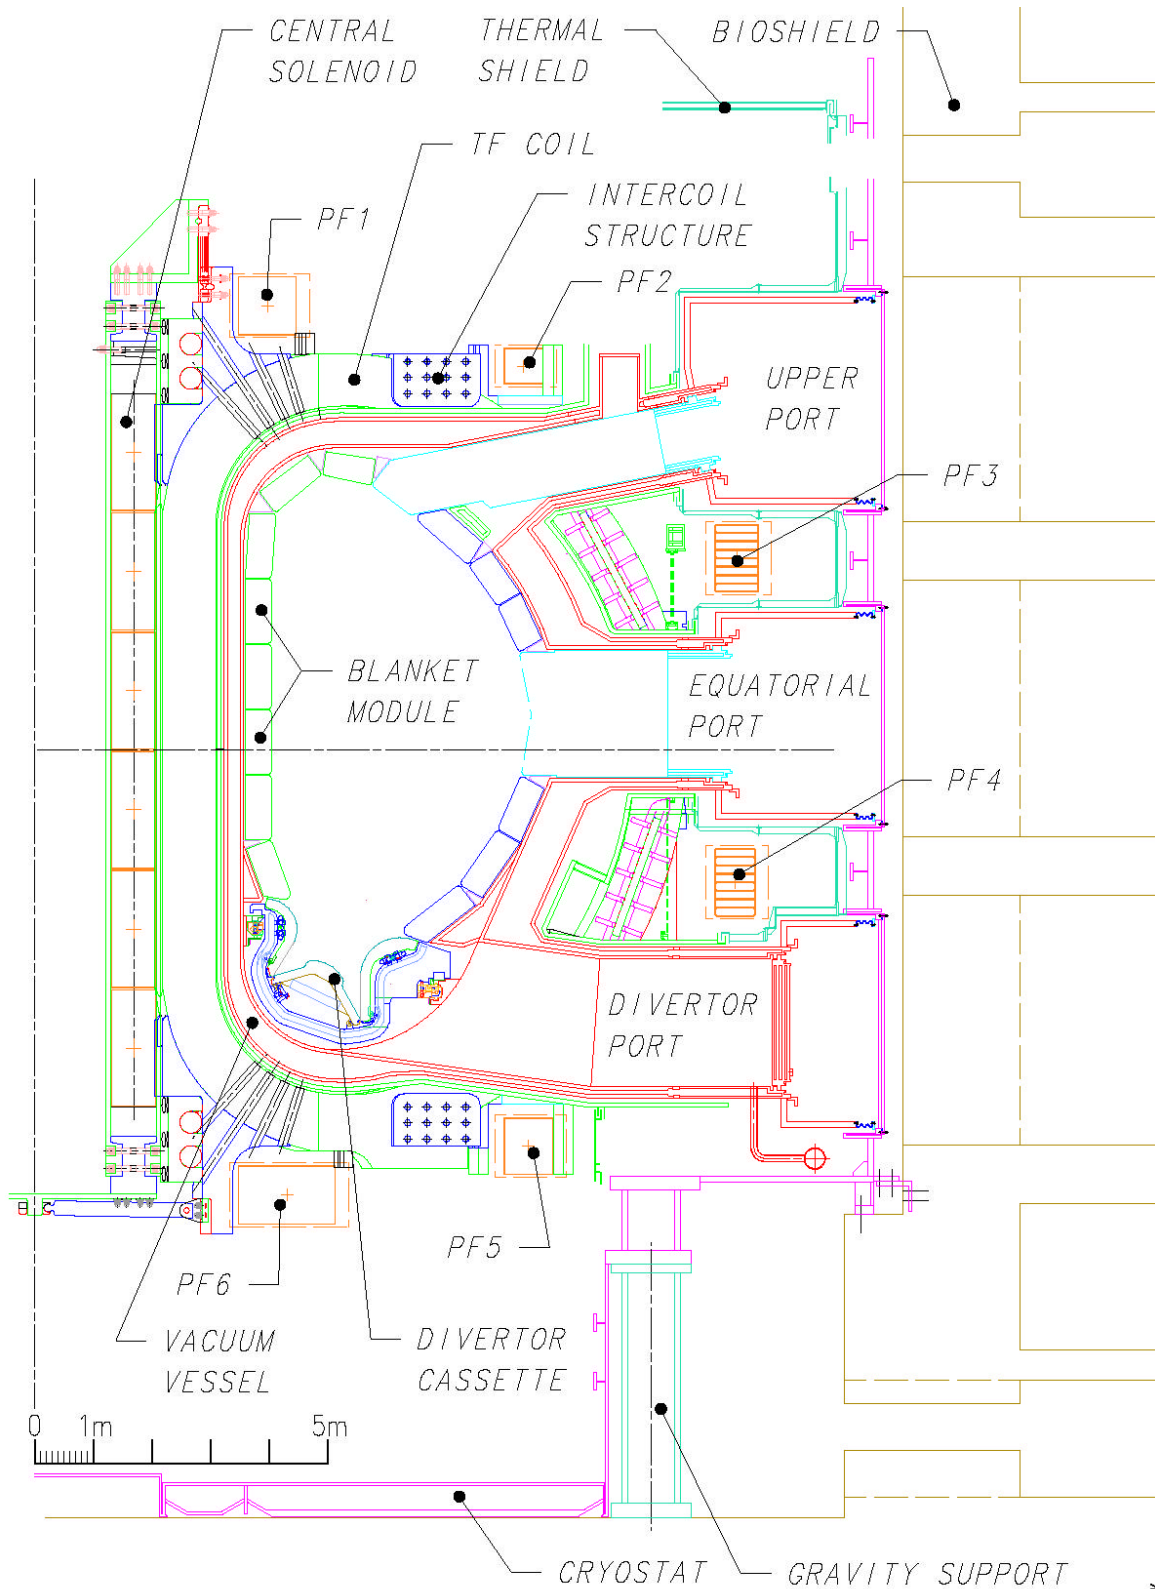 CENTRAL
SOLENOID
THERMAL
SHIELD
BIOSHIELD
TF COIL
INTERCOIL
STRUCTURE
PF1
PF2
UPPER
PORT
PF3
BLANKET
MODULE
EQUATORIAL
PORT
PF4
DIVERTOR
PORT
PF5
PF6
VACUUM
VESSEL
DIVERTOR
CASSETTE
0 1m 5m
CRYOSTAT
GRAVITY SUPPORT